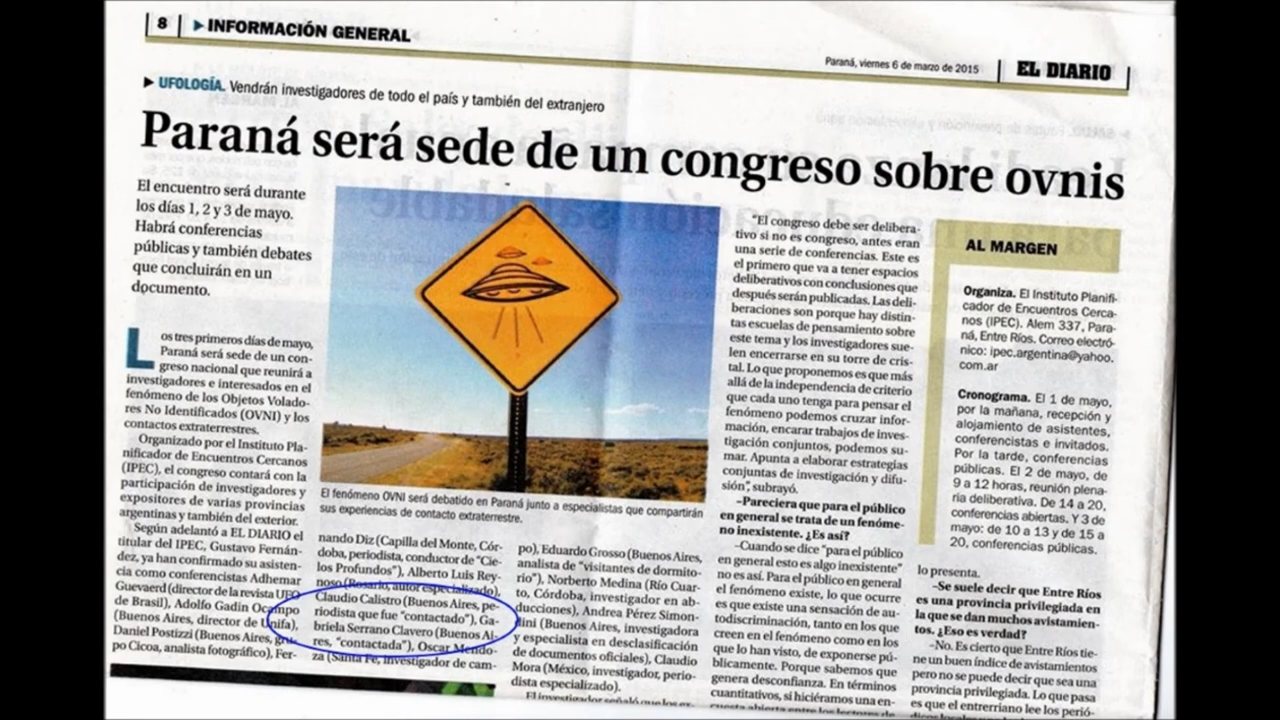 8 ▶ INFORMACIÓN GENERAL
Paraná, viernes 6 de marzo de 2015
EL DIARIO
▶ UFOLOGÍA. Vendrán investigadores de todo el país y también del extranjero
Paraná será sede de un congreso sobre ovnis
El encuentro será durante
los días 1, 2 y 3 de mayo.
Habrá conferencias
públicas y también debates
que concluirán en un
documento.
Los tres primeros días de mayo,
Paraná será sede de un con-
greso nacional que reunirá a
investigadores e interesados en el
fenómeno de los Objetos Volado-
res No Identificados (OVNI) y los
contactos extraterrestres.
Organizado por el Instituto Pla-
nificador de Encuentros Cercanos
(IPEC), el congreso contará con la
participación de investigadores y
expositores de varias provincias
argentinas y también del exterior.
Según adelantó a EL DIARIO el
titular del IPEC, Gustavo Fernán-
dez, ya han confirmado su asisten-
cia como conferencistas Adhemar
Guevaerd (director de la revista UFO
de Brasil), Adolfo Gadín Ocampo
(Buenos Aires, director de Unifa),
Daniel Postizzi (Buenos Aires, gru-
po Cicoa, analista fotográfico), Fer-
El fenómeno OVNI será debatido en Paraná junto a especialistas que compartirán
sus experiencias de contacto extraterrestre.
nando Diz (Capilla del Monte, Cór-
doba, periodista, conductor de "Cie-
los Profundos"), Alberto Luis Rey-
noso (Rosario, autor especializado),
Claudio Calistro (Buenos Aires, pe-
riodista que fue "contactado"), Ga-
briela Serrano Clavero (Buenos Ai-
res, "contactada"), Oscar Mendo-
za (Santa Fe, investigador de cam-
po), Eduardo Grosso (Buenos Aires,
analista de "visitantes de dormito-
rio"), Norberto Medina (Río Cuar-
to, Córdoba, investigador en ab-
ducciones), Andrea Pérez Simon-
dini (Buenos Aires, investigadora
y especialista en desclasificación
de documentos oficiales), Claudio
Mora (México, investigador, perio-
dista especializado).
El investigador señaló que los
"El congreso debe ser delibera-
tivo si no es congreso, antes eran
una serie de conferencias. Este es
el primero que va a tener espacios
deliberativos con conclusiones que
después serán publicadas. Las deli-
beraciones son porque hay distin-
tas escuelas de pensamiento sobre
este tema y los investigadores sue-
len encerrarse en su torre de cris-
tal. Lo que proponemos es que más
allá de la independencia de criterio
que cada uno tenga para pensar el
fenómeno podemos cruzar infor-
mación, encarar trabajos de inves-
tigación conjuntos, podemos su-
mar. Apunta a elaborar estrategias
conjuntas de investigación y difu-
sión", subrayó.
–Pareciera que para el público
en general se trata de un fenóme-
no inexistente. ¿Es así?
–Cuando se dice "para el público
en general esto es algo inexistente"
no es así. Para el público en general
el fenómeno existe, lo que ocurre
es que existe una sensación de au-
todiscriminación, tanto en los que
creen en el fenómeno como en los
que lo han visto, de exponerse pú-
blicamente. Porque sabemos que
genera desconfianza. En términos
cuantitativos, si hiciéramos una en-
cuesta abierta entre los lectores de
AL MARGEN
Organiza. El Instituto Planifi-
cador de Encuentros Cerca-
nos (IPEC). Alem 337, Para-
ná, Entre Ríos. Correo electró-
nico: ipec.argentina@yahoo.
com.ar
Cronograma. El 1 de mayo,
por la mañana, recepción y
alojamiento de asistentes,
conferencistas e invitados.
Por la tarde, conferencias
públicas. El 2 de mayo, de
9 a 12 horas, reunión plena-
ria deliberativa. De 14 a 20,
conferencias abiertas. Y 3 de
mayo: de 10 a 13 y de 15 a
20, conferencias públicas.
lo presenta.
–Se suele decir que Entre Ríos
es una provincia privilegiada en
la que se dan muchos avistamien-
tos. ¿Eso es verdad?
–No. Es cierto que Entre Ríos tie-
ne un buen índice de avistamientos
pero no se puede decir que sea una
provincia privilegiada. Lo que pasa
es que el entrerriano lee los perió-